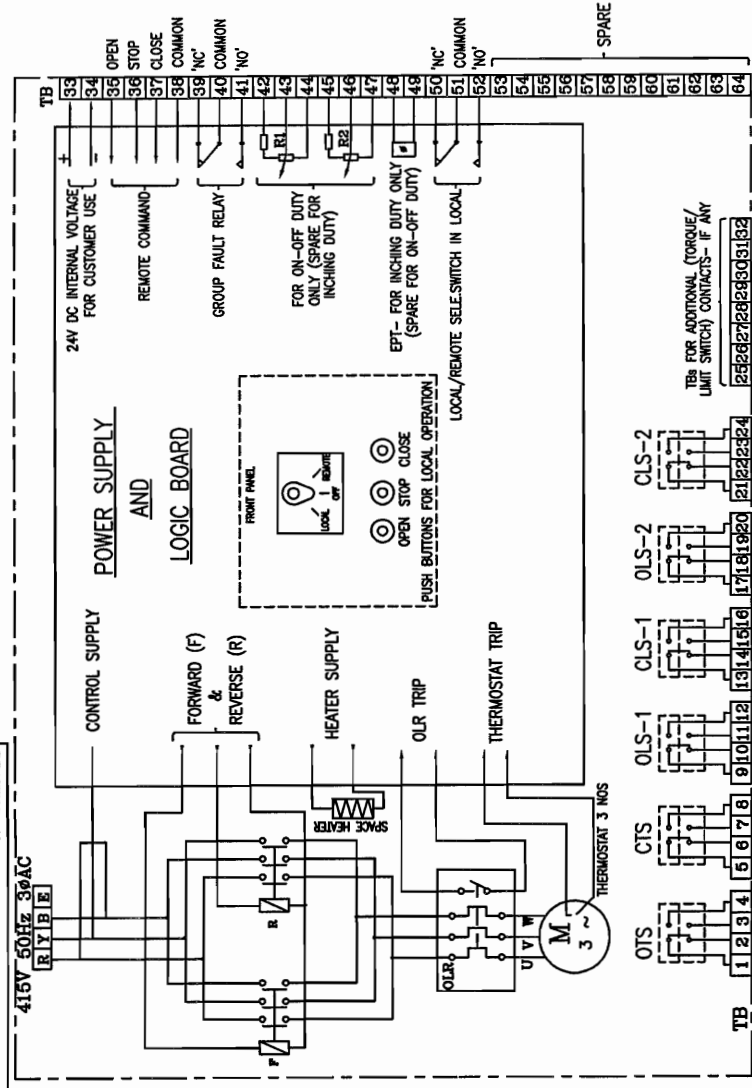 415V 50Hz 3øAC
R Y B E
CONTROL SUPPLY
POWER SUPPLY
AND
LOGIC BOARD
FORWARD (F)
&
REVERSE (R)
HEATER SUPPLY
OLR TRIP
THERMOSTAT TRIP
F
R
SPACE HEATER
OLR
U V W
M
3 ~
THERMOSTAT 3 NOS
FRONT PANEL
LOCAL OFF REMOTE
OPEN STOP CLOSE
PUSH BUTTONS FOR LOCAL OPERATION
24V DC INTERNAL VOLTAGE
FOR CUSTOMER USE
+
-
REMOTE COMMAND
GROUP FAULT RELAY
FOR ON-OFF DUTY
ONLY (SPARE FOR
INCHING DUTY)
R1
R2
EPT- FOR INCHING DUTY ONLY
(SPARE FOR ON-OFF DUTY)
LOCAL/REMOTE SELE.SWITCH IN LOCAL
TB
33
34
35 OPEN
36 STOP
37 CLOSE
38 COMMON
39 'NC'
40 COMMON
41 'NO'
42
43
44
45
46
47
48
49
50 'NC'
51 COMMON
52 'NO'
53
54
55
56
57
58
59
60
61
62
63
64
SPARE
OTS
CTS
OLS-1
CLS-1
OLS-2
CLS-2
TBs FOR ADDITIONAL (TORQUE/
LIMIT SWITCH) CONTACTS- IF ANY
TB
1 2 3 4
5 6 7 8
9 10 11 12
13 14 15 16
17 18 19 20
21 22 23 24
25 26 27 28 29 30 31 32